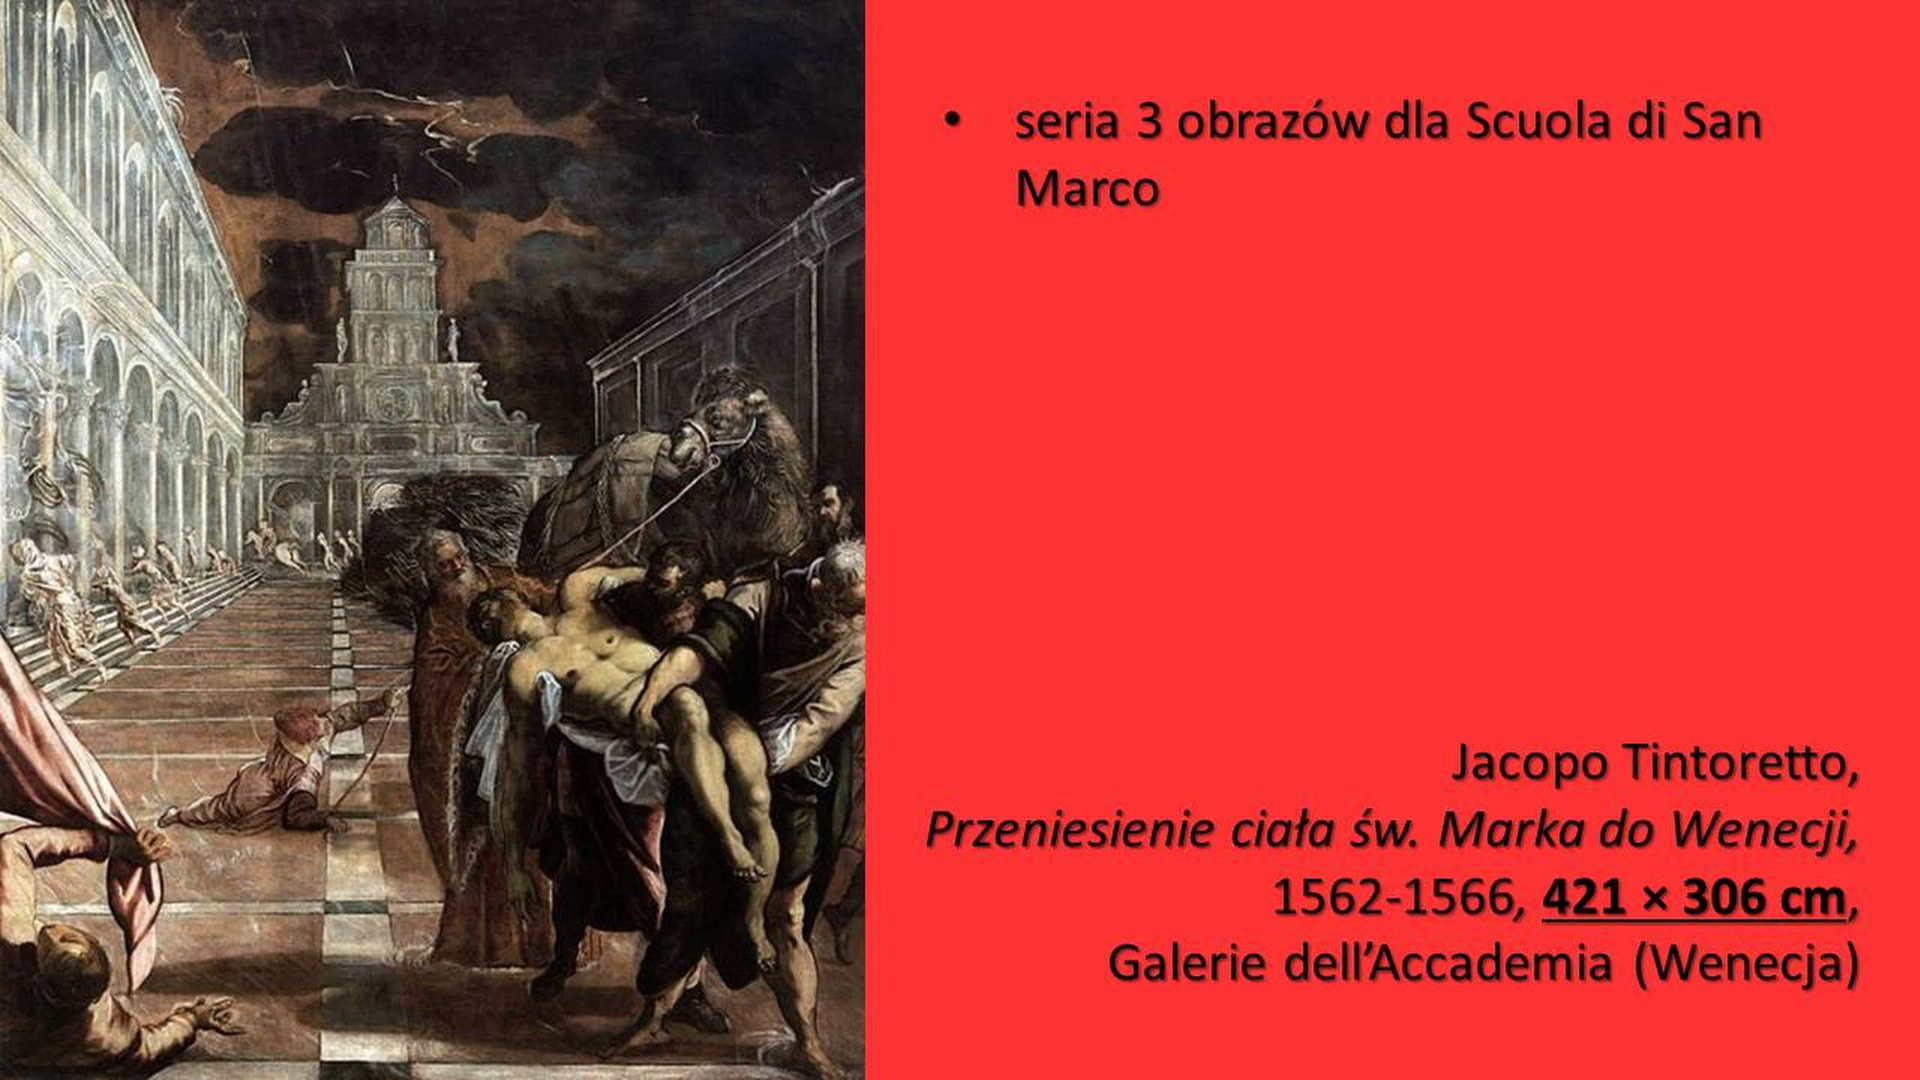 • seria 3 obrazów dla Scuola di San
Marco
Jacopo Tintoretto,
Przeniesienie ciała św. Marka do Wenecji,
1562-1566, 421 × 306 cm,
Galerie dell’Accademia (Wenecja)